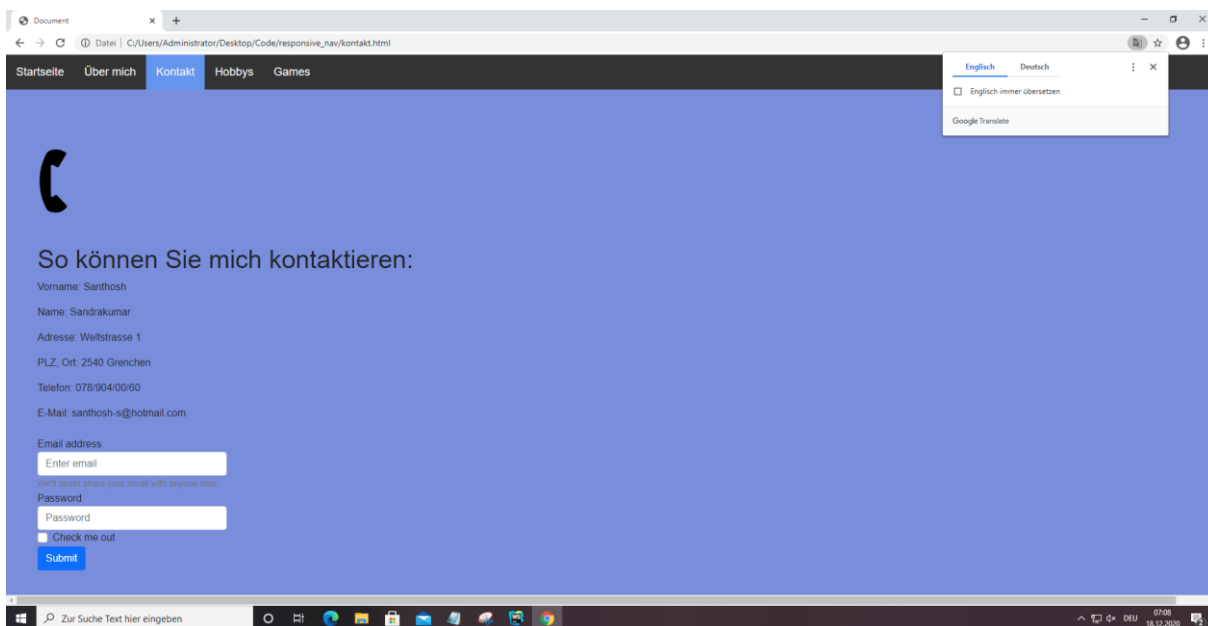 Document
Datei | C:/Users/Administrator/Desktop/Code/responsive_nav/kontakt.html
Startseite Über mich Kontakt Hobbys Games
Englisch Deutsch
Englisch immer übersetzen
Google Translate
So können Sie mich kontaktieren:
Vorname: Santhosh
Name: Sandrakumar
Adresse: Weltstrasse 1
PLZ, Ort: 2540 Grenchen
Telefon: 078/904/00/60
E-Mail: santhosh-s@hotmail.com
Email address
Enter email
We'll never share your email with anyone else.
Password
Password
Check me out
Submit
Zur Suche Text hier eingeben
DEU
07:08
18.12.2020